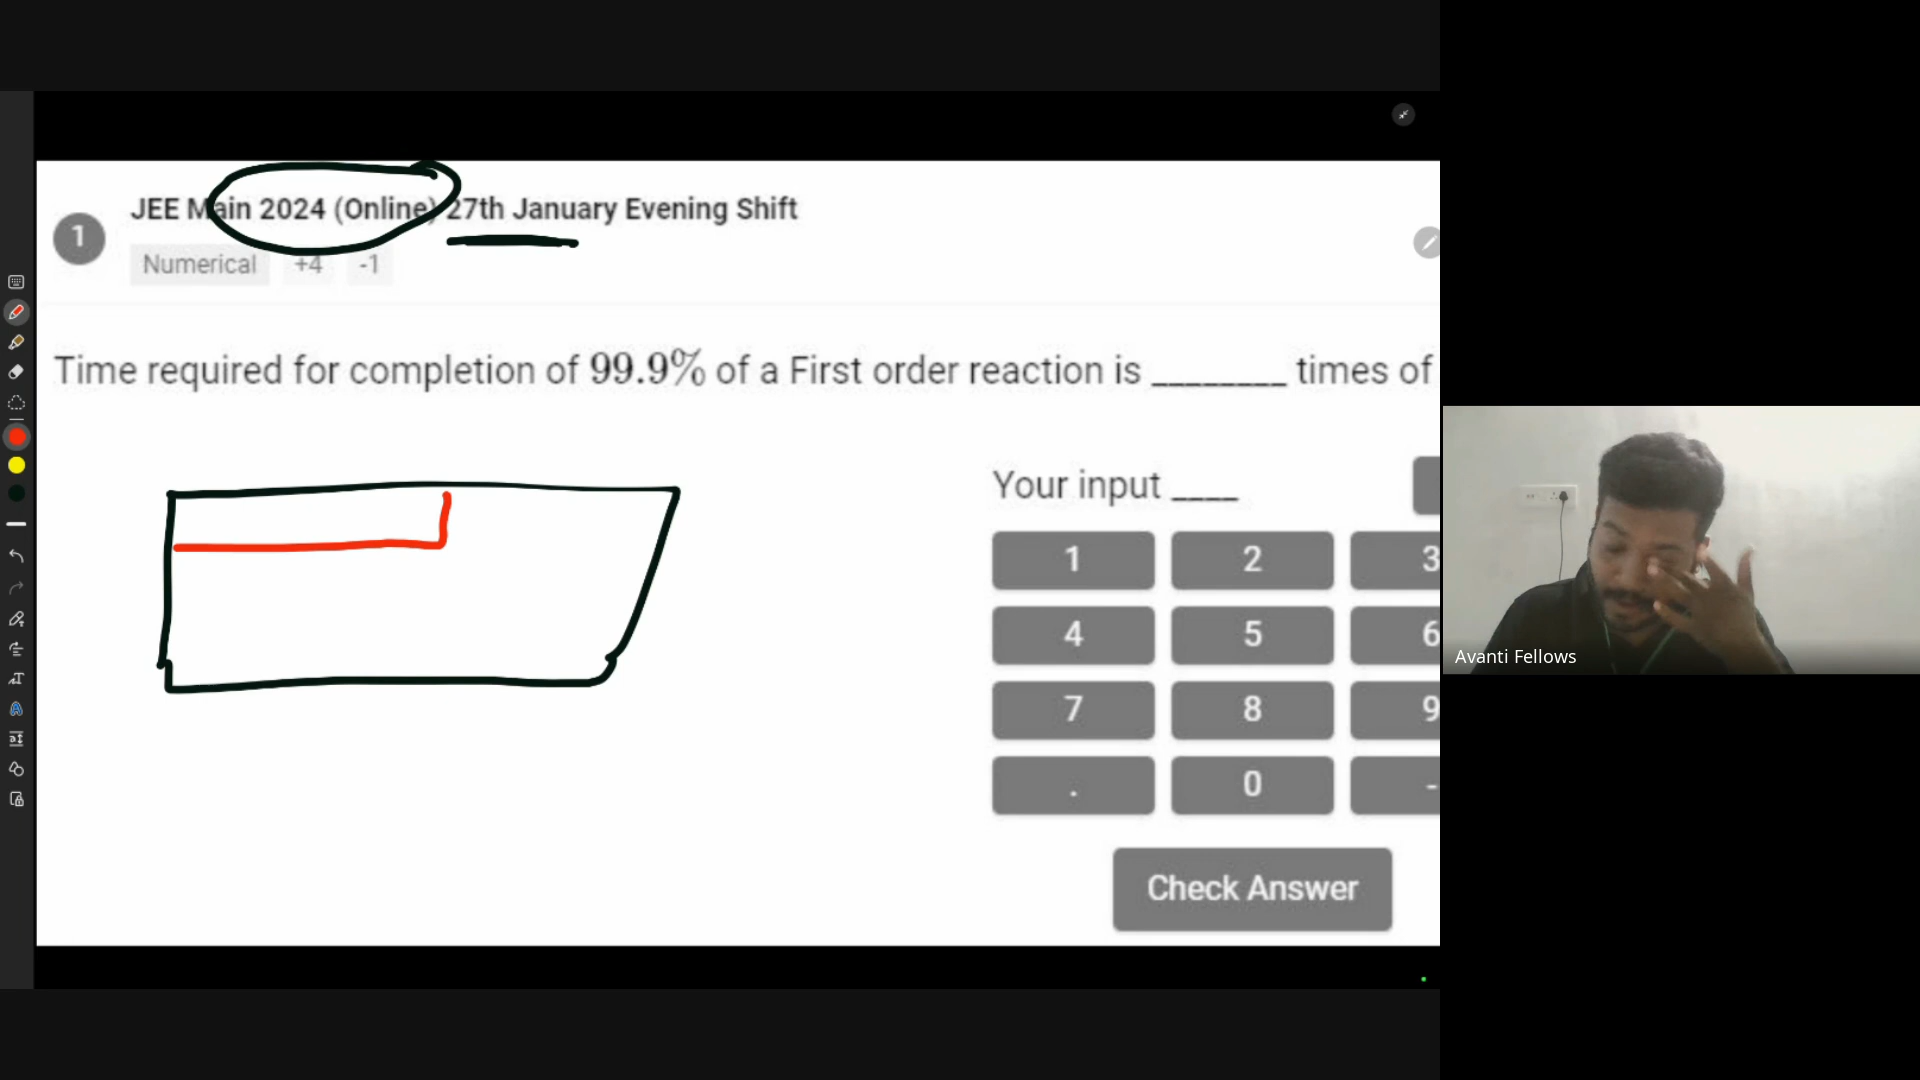 JEE Main 2024 (Online) 27th January Evening Shift
1
Numerical +4 -1
Time required for completion of 99.9% of a First order reaction is ________ times of
Your input ____
1 2 3
4 5 6
7 8 9
. 0 -
Check Answer
Avanti Fellows